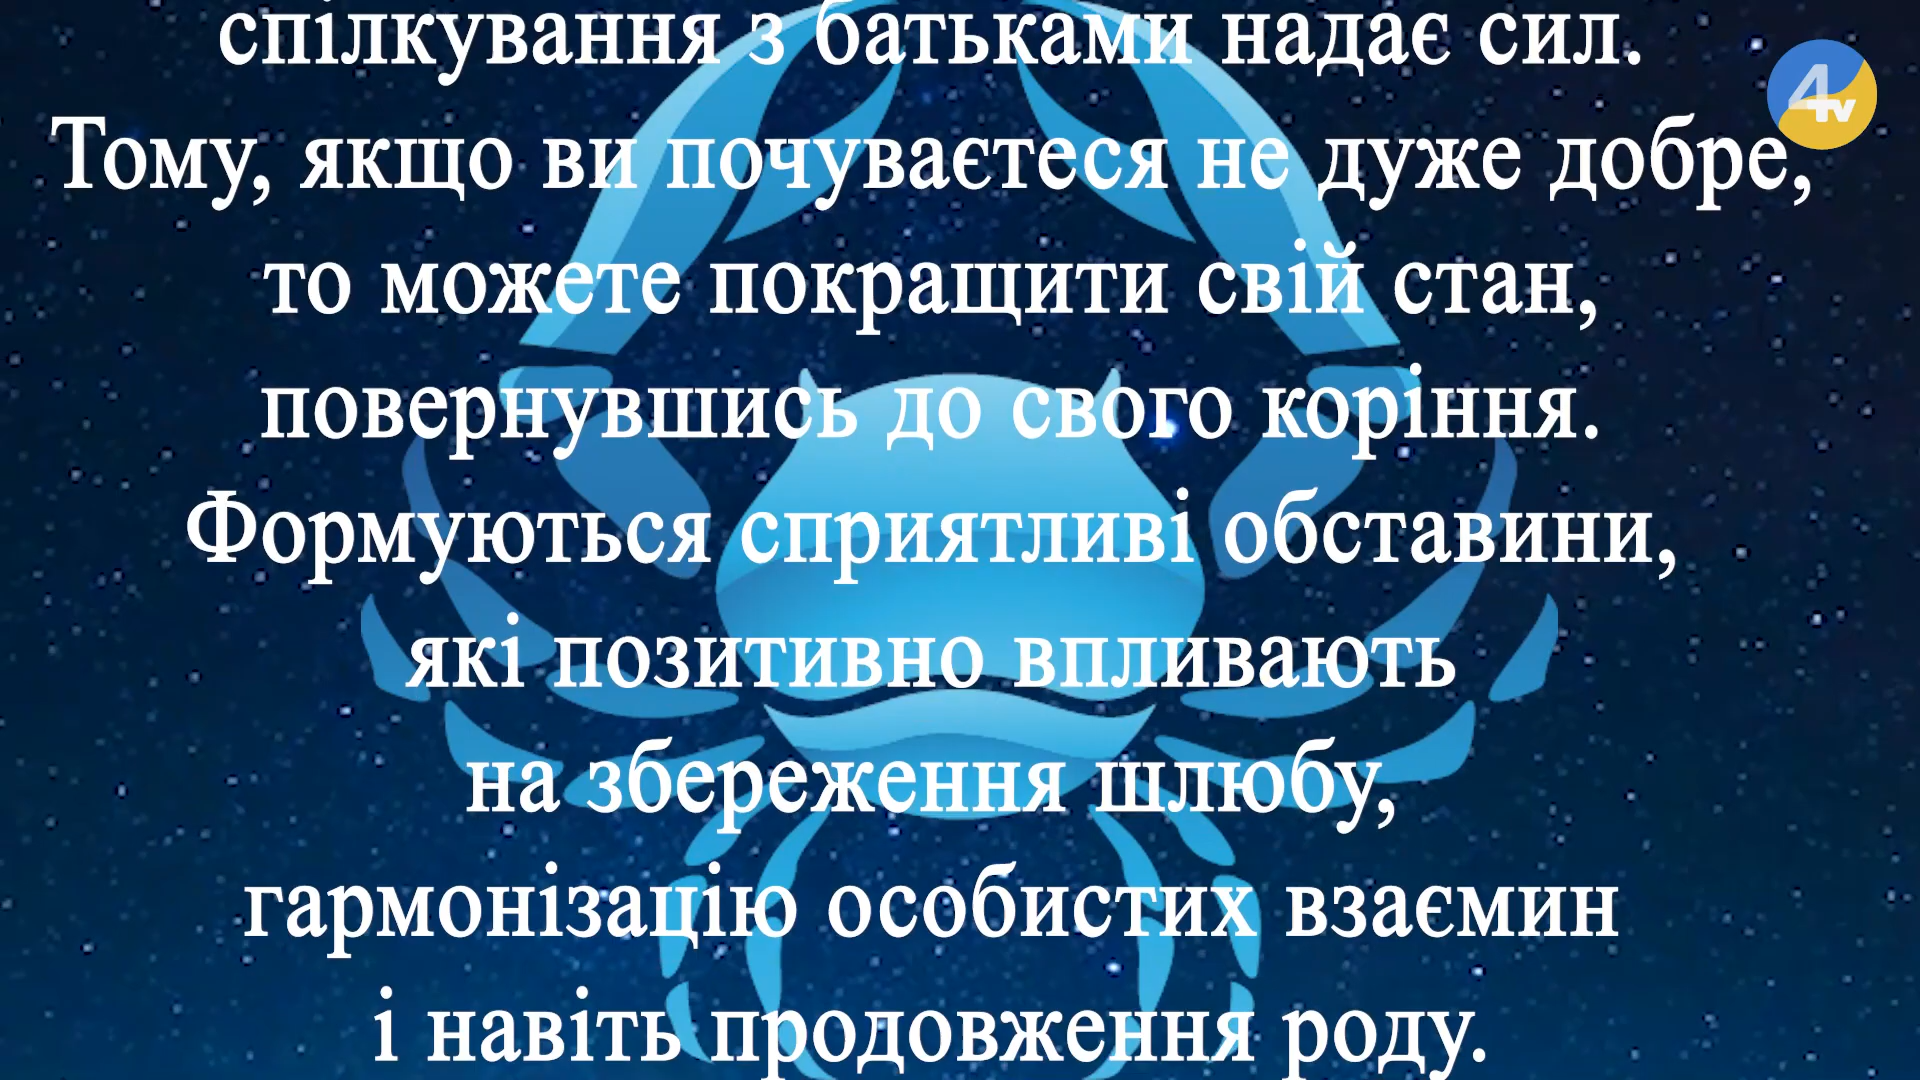 спілкування з батьками надає сил.
Тому, якщо ви почуваєтеся не дуже добре,
то можете покращити свій стан,
повернувшись до свого коріння.
Формуються сприятливі обставини,
які позитивно впливають
на збереження шлюбу,
гармонізацію особистих взаємин
і навіть продовження роду.
4TV